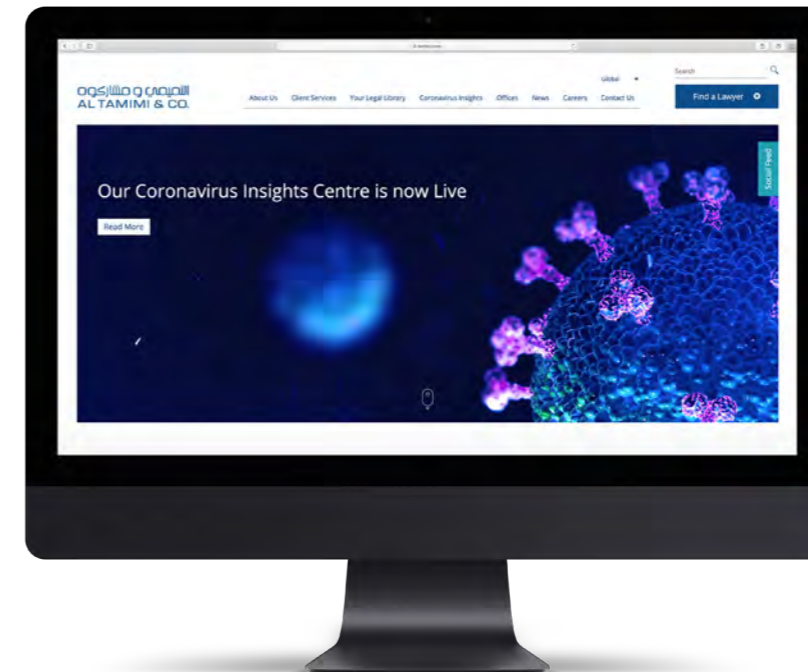 Global
Search
التميمي و مشاركوه
AL TAMIMI & CO.
About Us Client Services Your Legal Library Coronavirus Insights Offices News Careers Contact Us
Find a Lawyer
Social Feed
Our Coronavirus Insights Centre is now Live
Read More